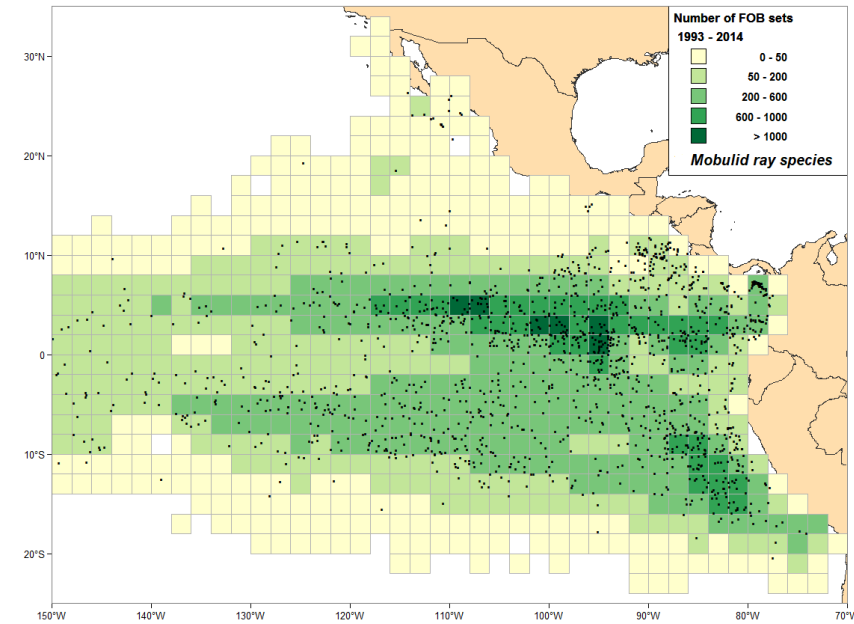 Number of FOB sets
1993 - 2014
0 - 50
50 - 200
200 - 600
600 - 1000
> 1000
Mobulid ray species
30°N
20°N
10°N
0
10°S
20°S
150°W 140°W 130°W 120°W 110°W 100°W 90°W 80°W 70°W